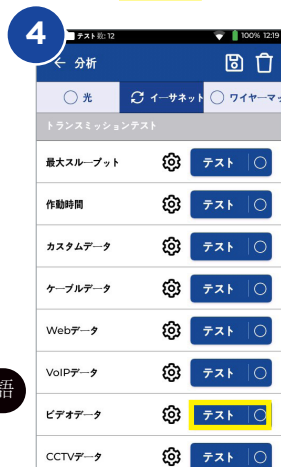 4
テスト数: 12
100% 12:19
← 分析
光
イーサネット
ワイヤーマッ
トランスミッションテスト
最大スループット
テスト
作動時間
テスト
カスタムデータ
テスト
ケーブルデータ
テスト
Webデータ
テスト
VoIPデータ
テスト
語
ビデオデータ
テスト
CCTVデータ
テスト